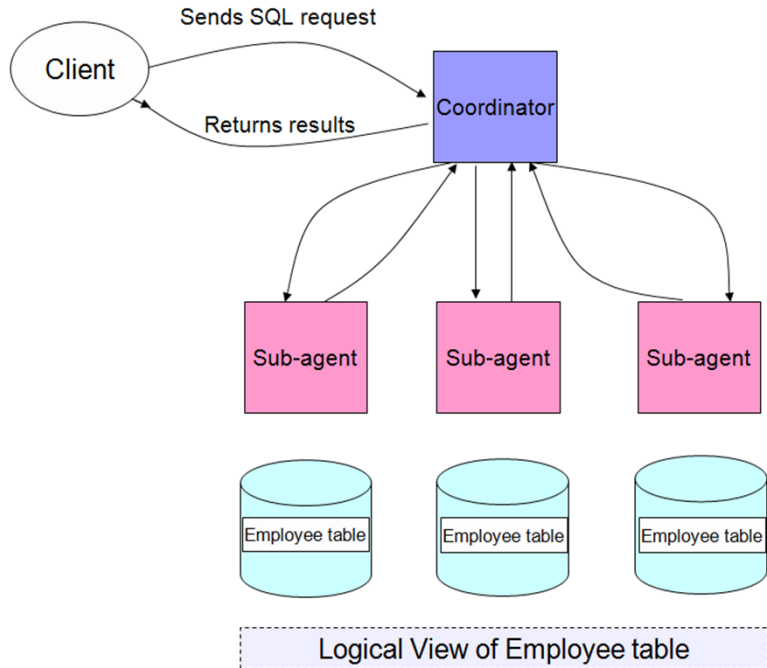 Sends SQL request
Client
Coordinator
Returns results
Sub-agent
Sub-agent
Sub-agent
Employee table
Employee table
Employee table
Logical View of Employee table